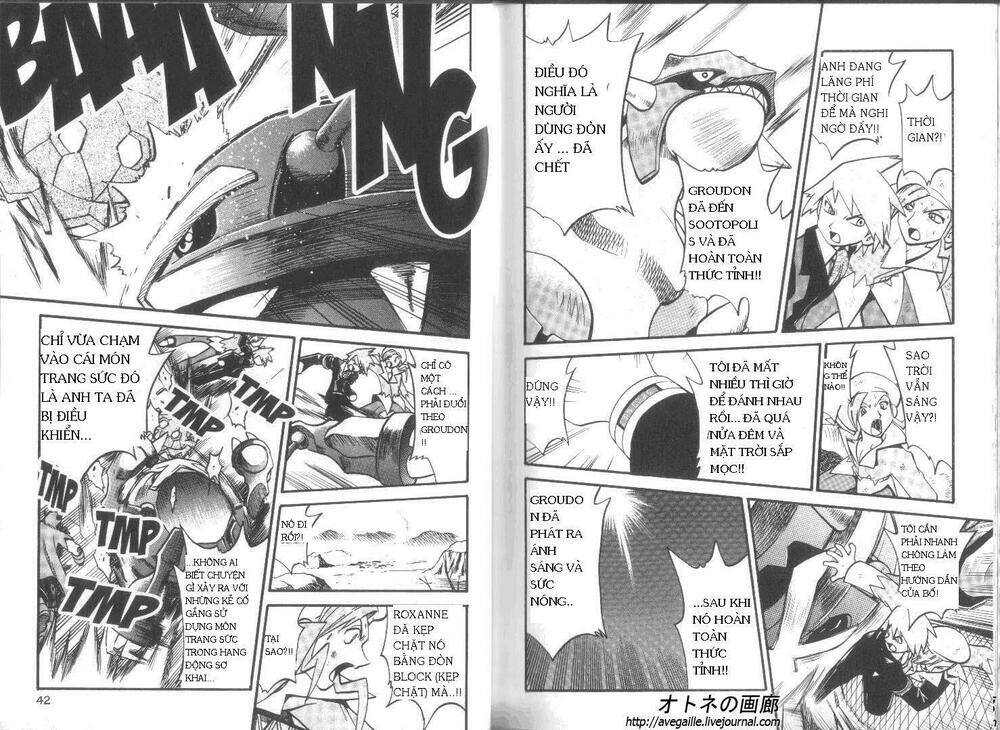 ANH ĐANG
LÃNG PHÍ
THỜI GIAN
ĐỂ MÀ NGHI
NGỜ ĐẤY!!
THỜI
GIAN?!
ĐIỀU ĐÓ
NGHĨA LÀ
NGƯỜI
DÙNG ĐÒN
ẤY ... ĐÃ
CHẾT
GROUDON
ĐÃ ĐẾN
SOOTOPOLI
S VÀ ĐÃ
HOÀN TOÀN
THỨC TỈNH!!
SAO
TRỜI
VẪN
SÁNG
VẬY?!
KHÔ
NG THỂ
NÀO!!
TÔI ĐÃ MẤT
NHIỀU THÌ GIỜ
ĐỂ ĐÁNH NHAU
RỒI... ĐÃ QUÁ
NỬA ĐÊM VÀ
MẶT TRỜI SẮP
MỌC!!
ĐÚNG
VẬY!!
TÔI CẦN
PHẢI NHANH
CHÓNG LÀM
THEO
HƯỚNG DẪN
CỦA BỐ!
GROUDO
N ĐÃ
PHÁT RA
ÁNH
SÁNG VÀ
SỨC
NÓNG..
...SAU KHI
NÓ HOÀN
TOÀN
THỨC
TỈNH!!
オトネの画廊
http://avegaille.livejournal.com/
BAAAA
NNG
CHỈ CÓ
MỘT
CÁCH ...
PHẢI ĐUỔI
THEO
GROUDON
!!
CHỈ VỪA CHẠM
VÀO CÁI MÓN
TRANG SỨC ĐÓ
LÀ ANH TA ĐÃ
BỊ ĐIỀU
KHIỂN...
TMP
TMP
TMP
TMP
TMP
NÓ ĐI
RỒI?!
...KHÔNG AI
BIẾT CHUYỆN
GÌ XẢY RA VỚI
NHỮNG KẺ CỐ
GẮNG SỬ
DỤNG MÓN
TRANG SỨC
TRONG HANG
ĐỘNG SƠ
KHAI...
ROXANNE
ĐÃ KẸP
CHẶT NÓ
BẰNG ĐÒN
BLOCK (KẸP
CHẶT) MÀ..!!
TẠI
SAO?!!
42